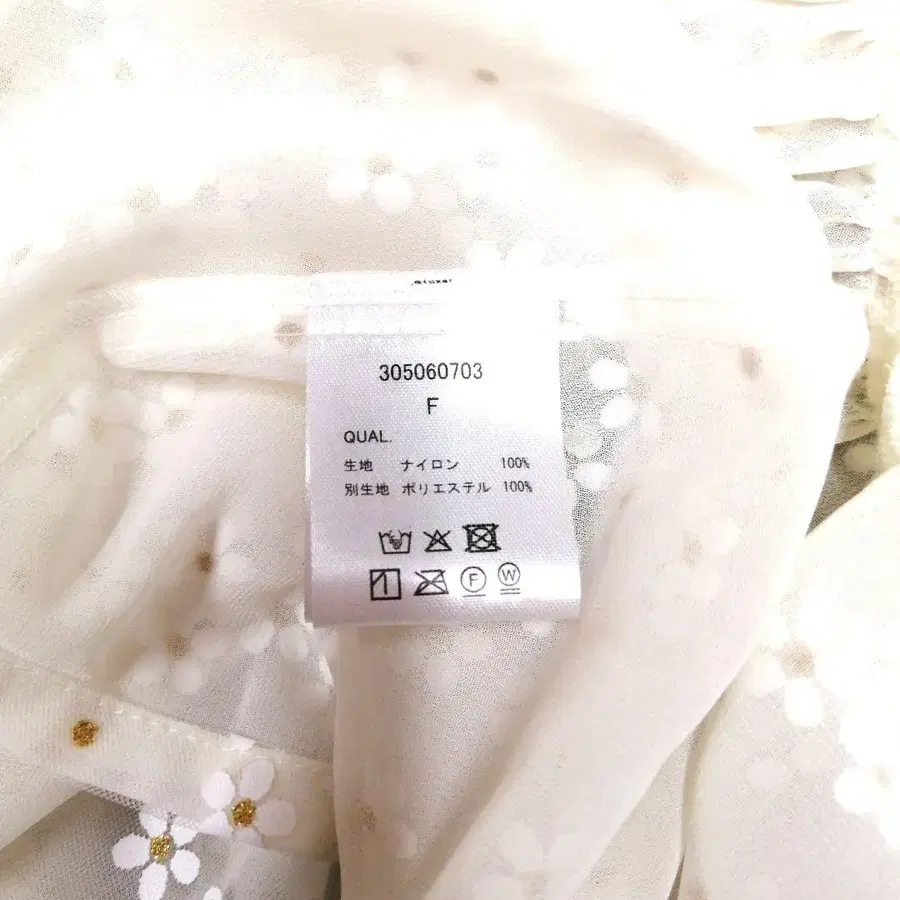 305060703
F
QUAL.
生地 ナイロン 100%
別生地 ポリエステル 100%
F W